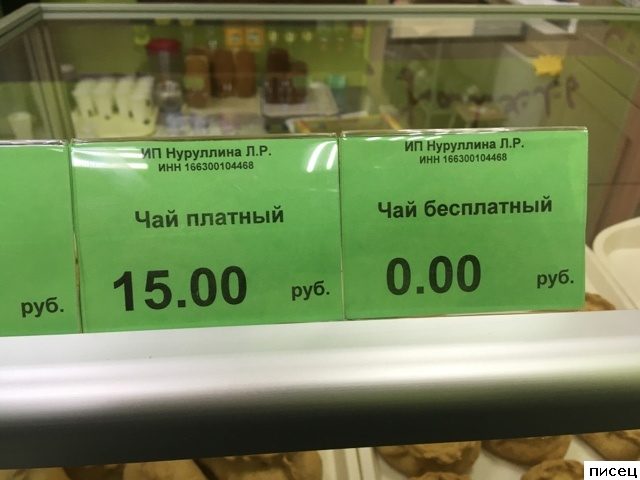 руб.
ИП Нуруллина Л.Р.
ИНН 166300104468
Чай платный
15.00 руб.
ИП Нуруллина Л.Р.
ИНН 166300104468
Чай бесплатный
0.00 руб.
писец